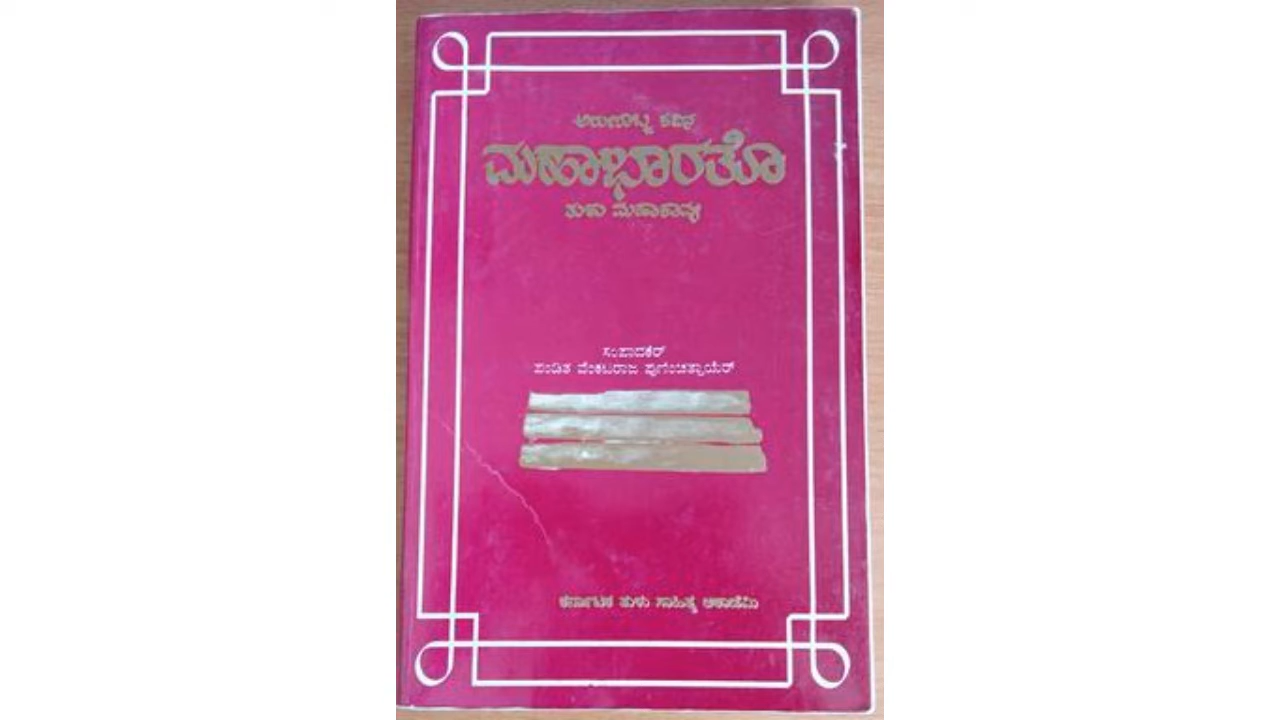 ಅರುಣಾಬ್ಜ ಕವಿನ
ಮಹಾಭಾರತೊ
ತುಳು ಮಹಾಕಾವ್ಯ
ಸಂಪಾದಕೆರ್
ಪಂಡಿತ ವೆಂಕಟರಾಜ ಪುಣಿಂಚತ್ತಾಯೆರ್
ಕರ್ನಾಟಕ ತುಳು ಸಾಹಿತ್ಯ ಅಕಾಡೆಮಿ